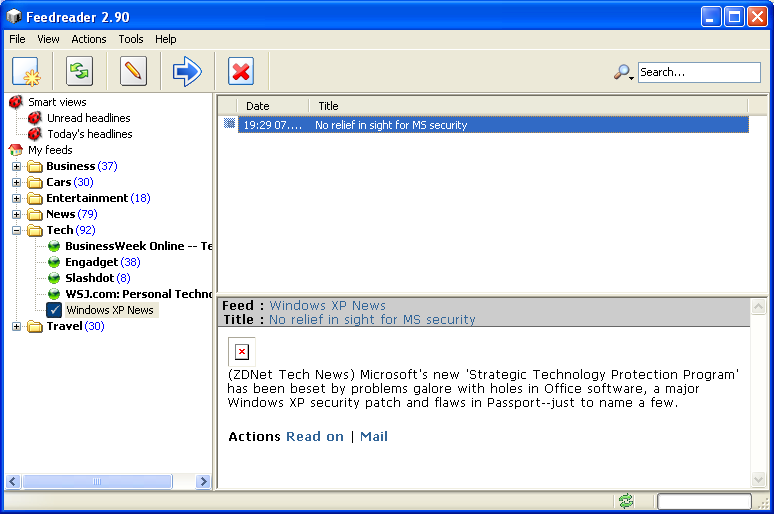 Feedreader 2.90
File View Actions Tools Help
Search...
Smart views
Unread headlines
Today's headlines
My feeds
Business (37)
Cars (30)
Entertainment (18)
News (79)
Tech (92)
BusinessWeek Online -- Te
Engadget (38)
Slashdot (8)
WSJ.com: Personal Techno
Windows XP News
Travel (30)
Date Title
19:29 07.... No relief in sight for MS security
Feed : Windows XP News
Title : No relief in sight for MS security
(ZDNet Tech News) Microsoft's new 'Strategic Technology Protection Program'
has been beset by problems galore with holes in Office software, a major
Windows XP security patch and flaws in Passport--just to name a few.
Actions Read on | Mail